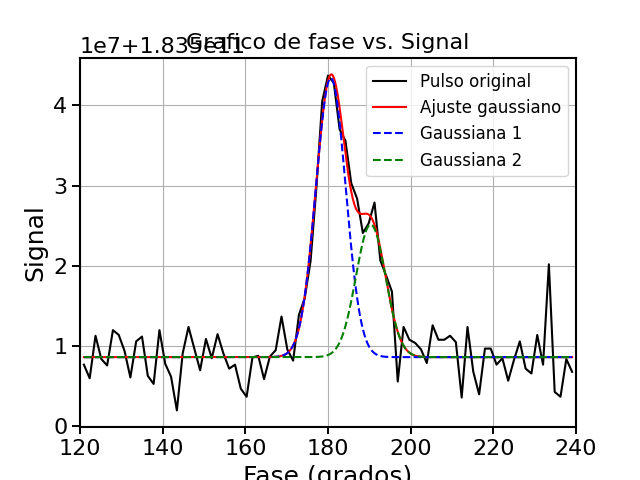 1e7+1.835e11
Grafico de fase vs. Signal
Pulso original
Ajuste gaussiano
Gaussiana 1
Gaussiana 2
Signal
4
3
2
1
0
120 140 160 180 200 220 240
Fase (grados)